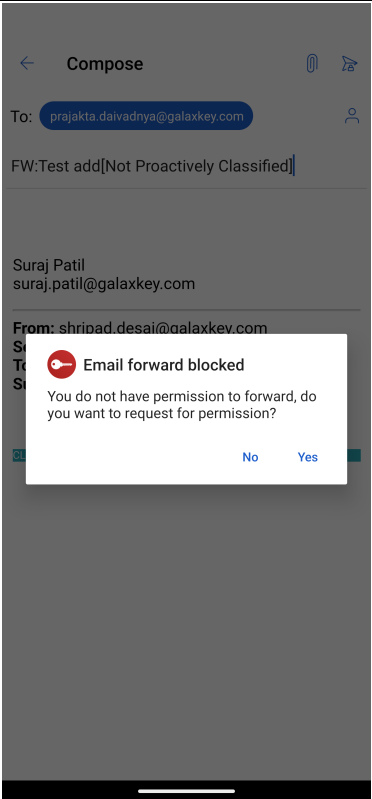 Compose
To: prajakta.daivadnya@galaxkey.com
FW:Test add[Not Proactively Classified]
Suraj Patil
suraj.patil@galaxkey.com
From: shripad.desai@galaxkey.com
Email forward blocked
You do not have permission to forward, do
you want to request for permission?
No Yes